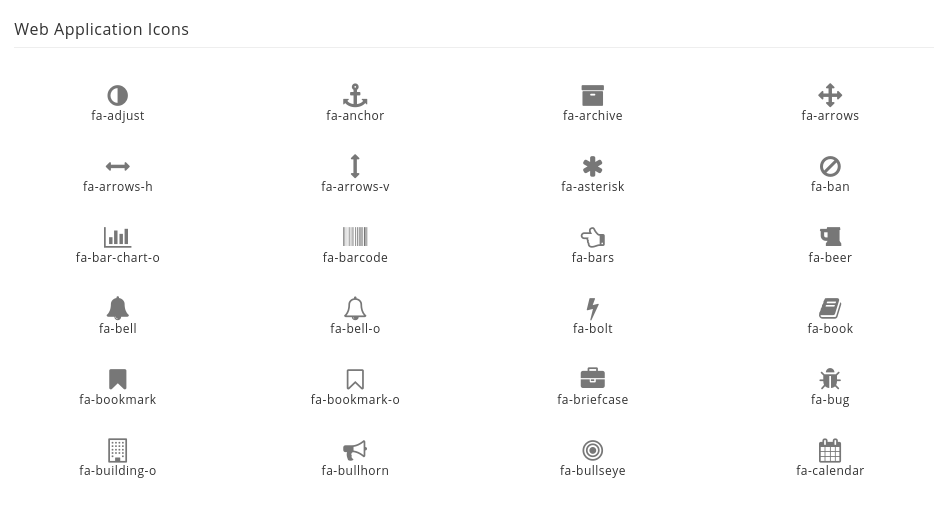 Web Application Icons
fa-adjust fa-anchor fa-archive fa-arrows
fa-arrows-h fa-arrows-v fa-asterisk fa-ban
fa-bar-chart-o fa-barcode fa-bars fa-beer
fa-bell fa-bell-o fa-bolt fa-book
fa-bookmark fa-bookmark-o fa-briefcase fa-bug
fa-building-o fa-bullhorn fa-bullseye fa-calendar